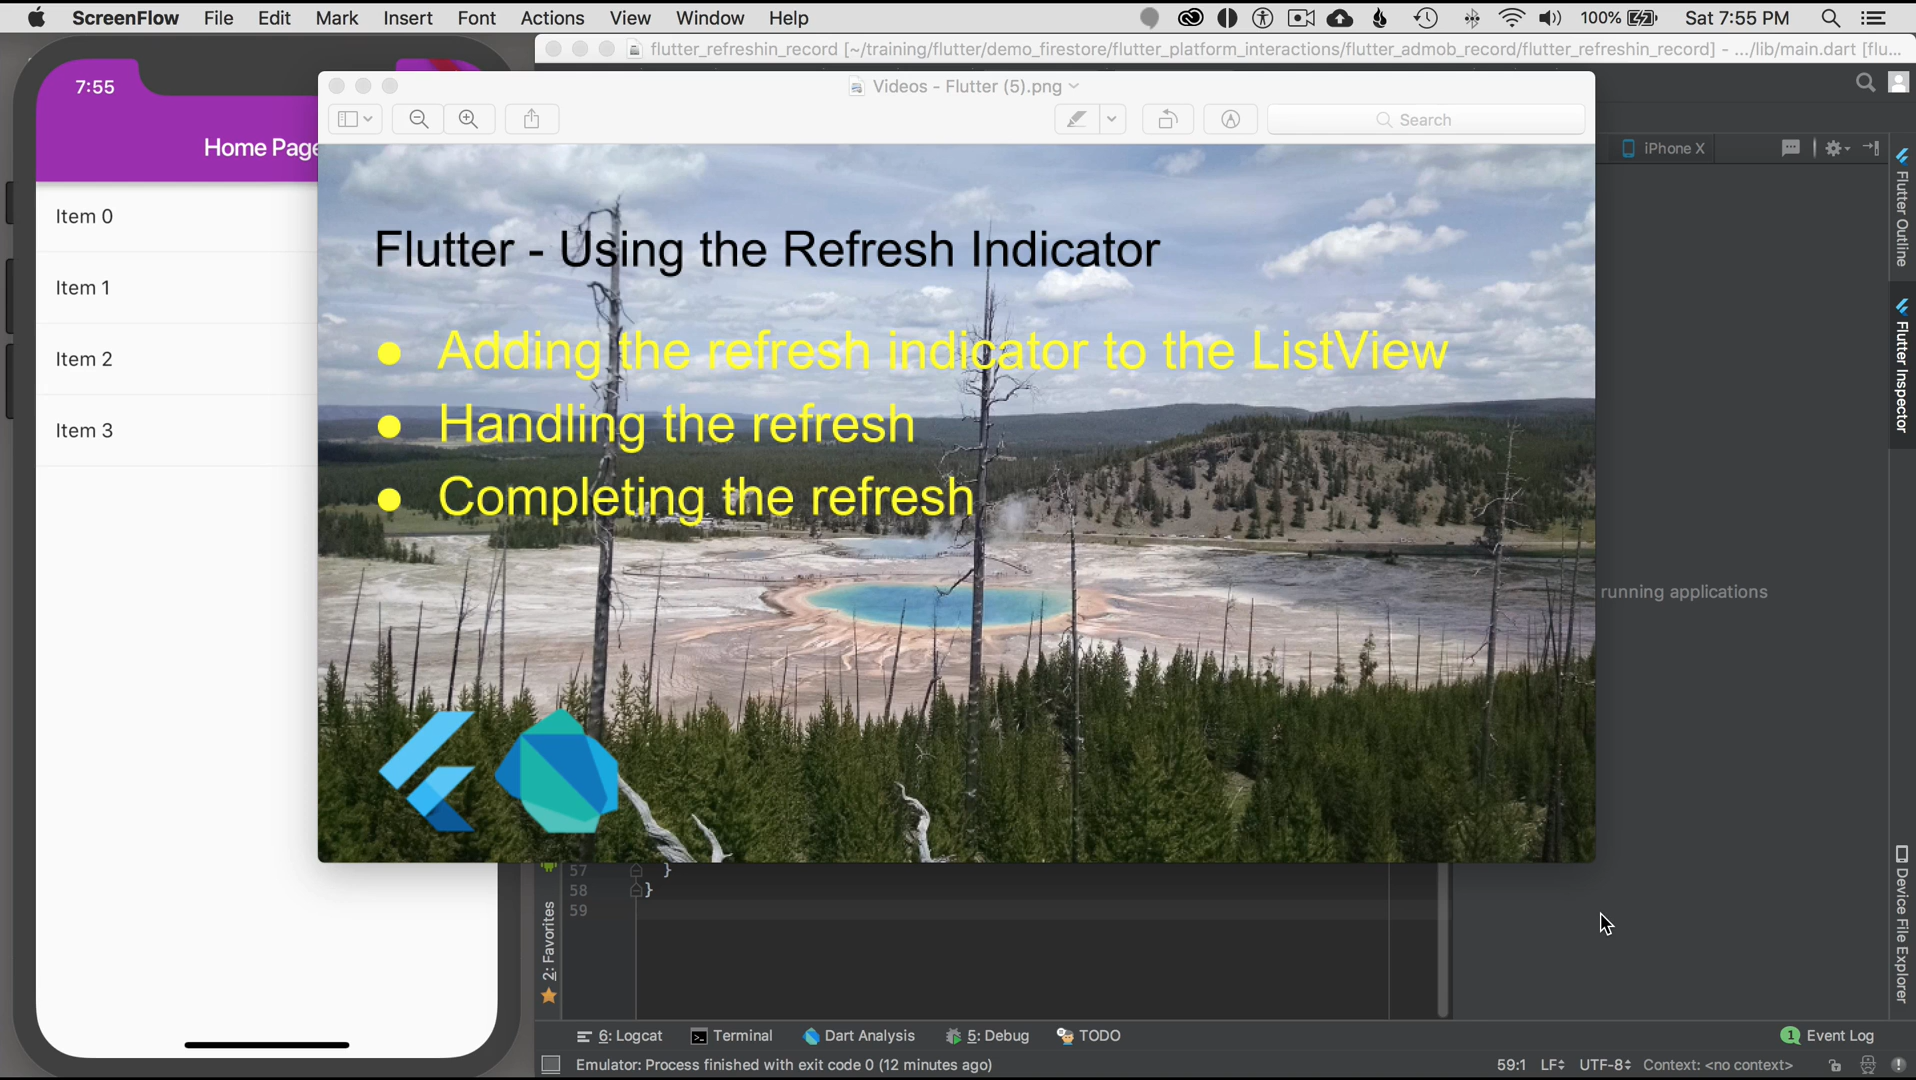 ScreenFlow File Edit Mark Insert Font Actions View Window Help 100% Sat 7:55 PM
flutter_refreshin_record [~/training/flutter/demo_firestore/flutter_platform_interactions/flutter_admob_record/flutter_refreshin_record] - .../lib/main.dart [flu...
7:55
Videos - Flutter (5).png
Search
Home Page
iPhone X
Item 0
Item 1
Item 2
Item 3
Flutter - Using the Refresh Indicator
• Adding the refresh indicator to the ListView
• Handling the refresh
• Completing the refresh
running applications
Flutter Outline
Flutter Inspector
Device File Explorer
57 }
58 }
59
2: Favorites
6: Logcat Terminal Dart Analysis 5: Debug TODO 1 Event Log
Emulator: Process finished with exit code 0 (12 minutes ago) 59:1 LF UTF-8 Context: <no context>